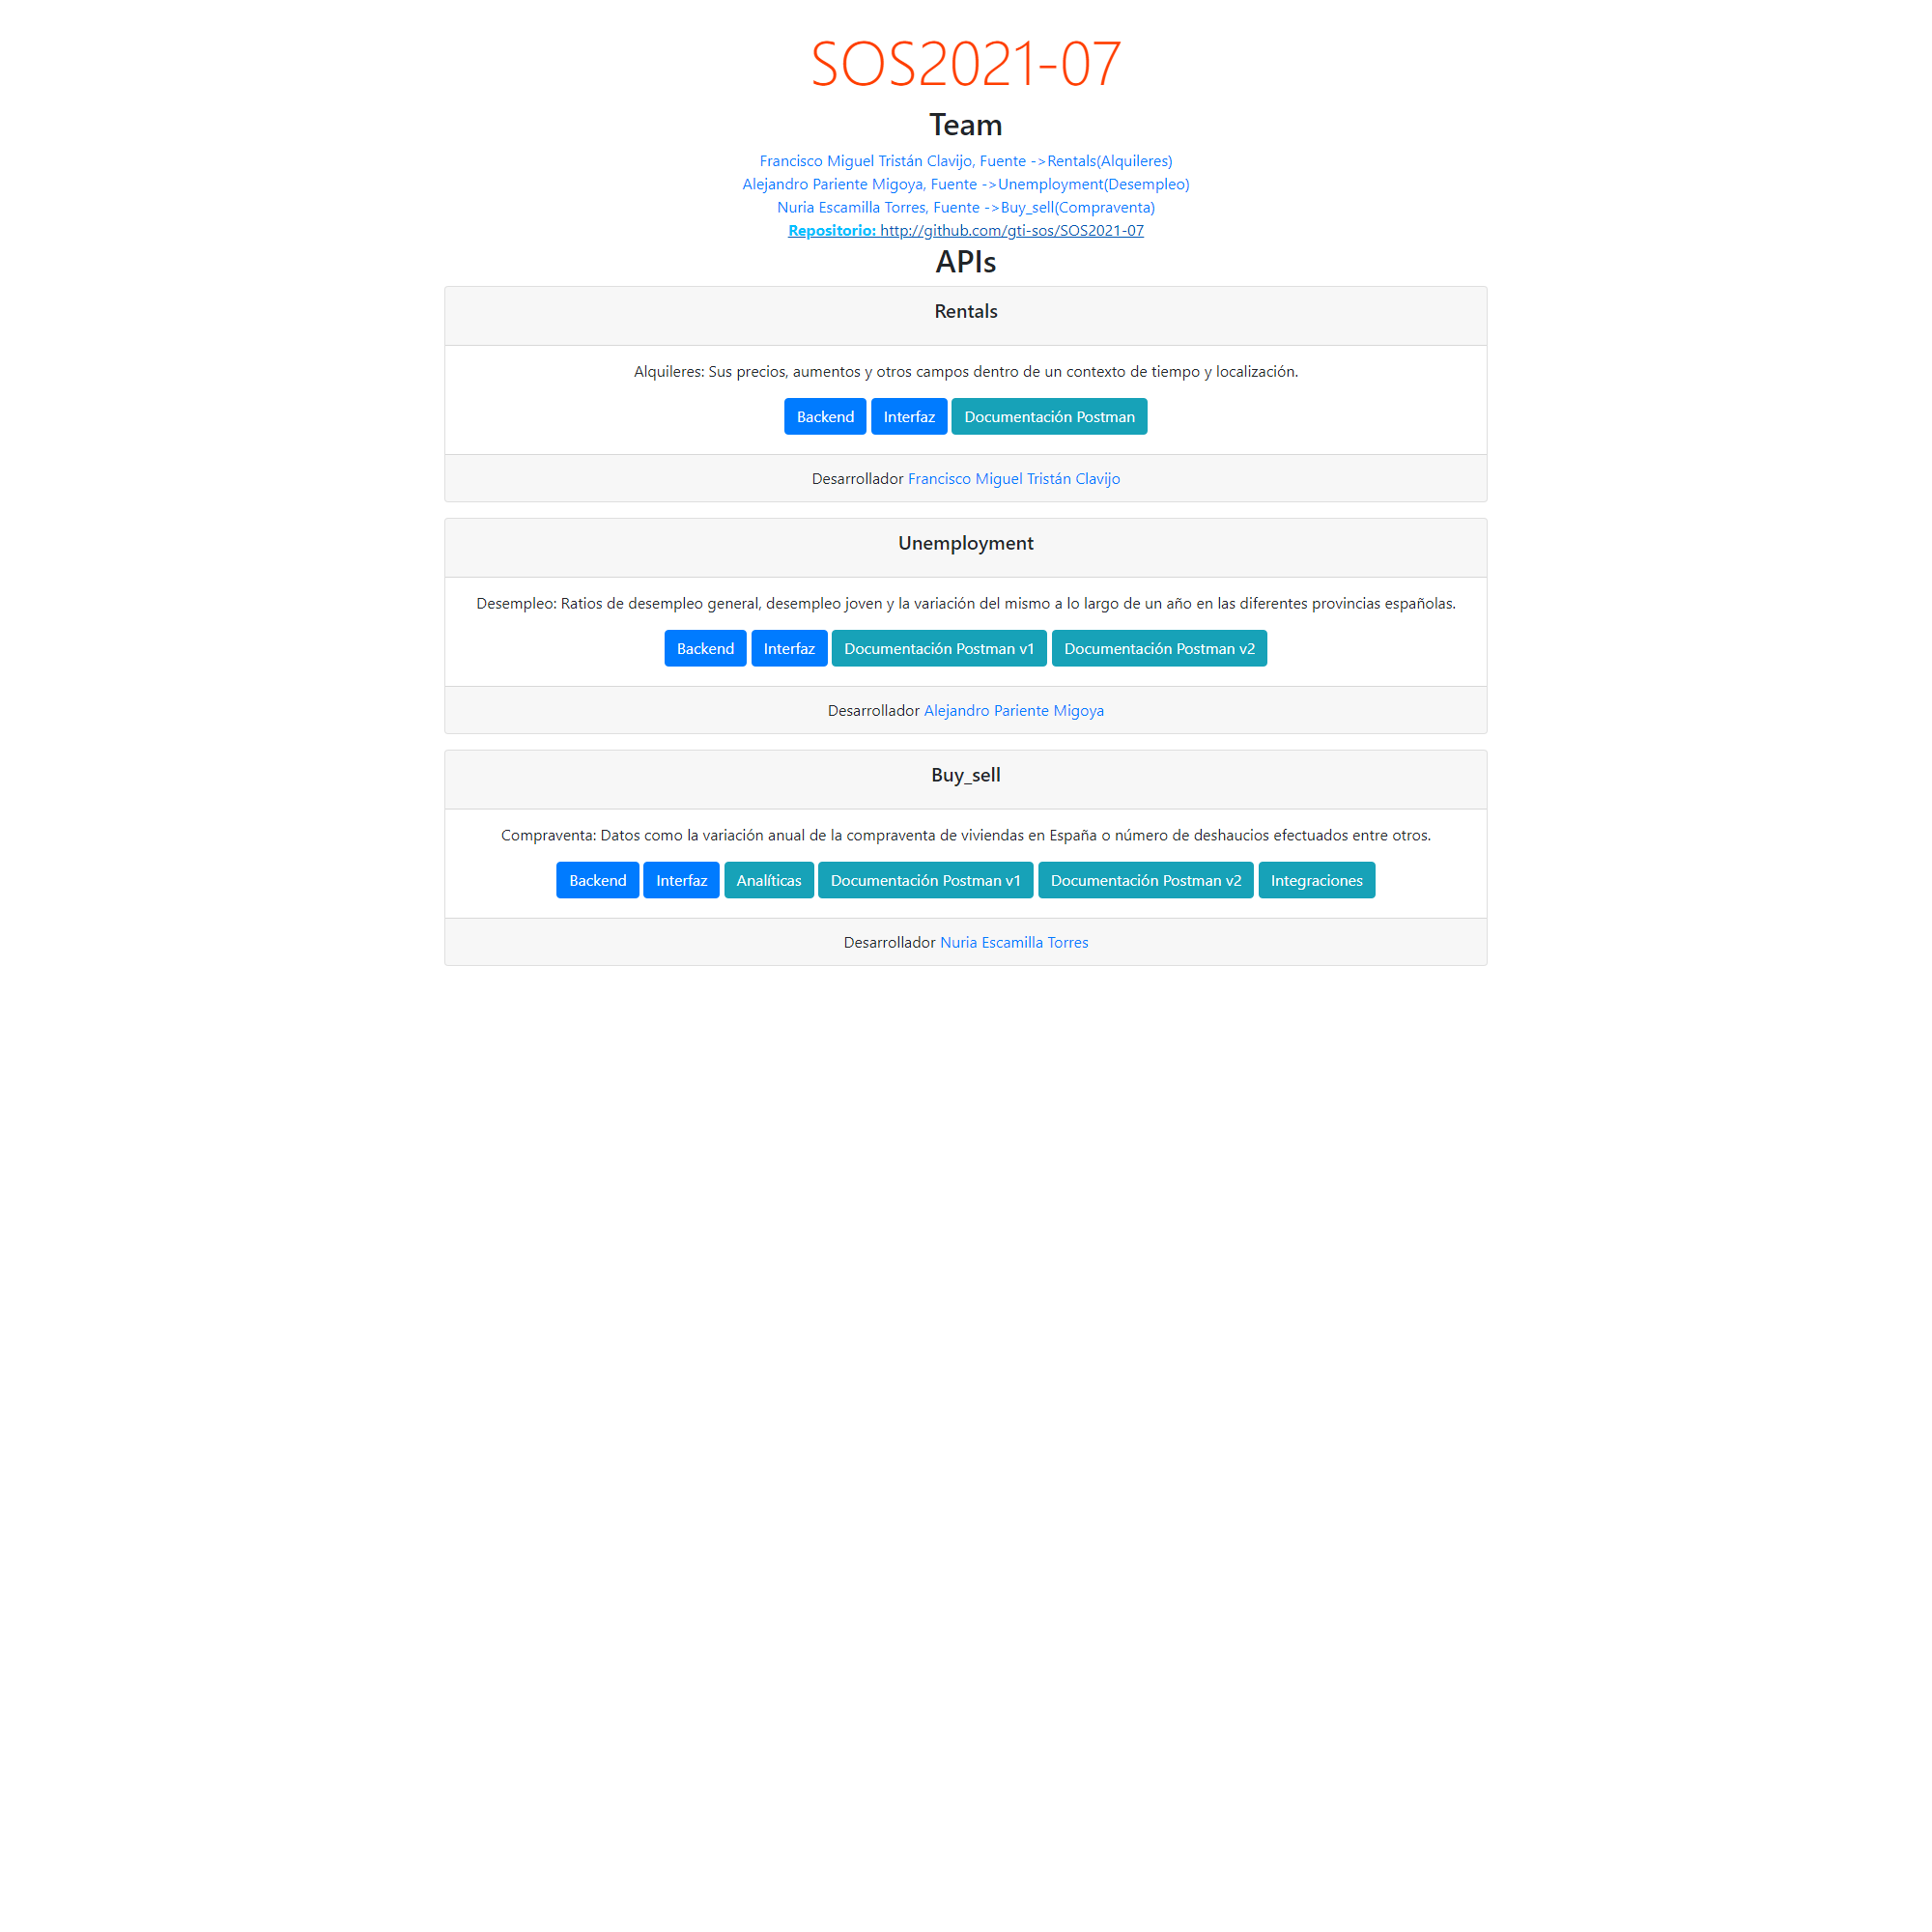 SOS2021-07
Team
Francisco Miguel Tristán Clavijo, Fuente ->Rentals(Alquileres)
Alejandro Pariente Migoya, Fuente ->Unemployment(Desempleo)
Nuria Escamilla Torres, Fuente ->Buy_sell(Compraventa)
Repositorio: http://github.com/gti-sos/SOS2021-07
APIs
Rentals
Alquileres: Sus precios, aumentos y otros campos dentro de un contexto de tiempo y localización.
Backend Interfaz Documentación Postman
Desarrollador Francisco Miguel Tristán Clavijo
Unemployment
Desempleo: Ratios de desempleo general, desempleo joven y la variación del mismo a lo largo de un año en las diferentes provincias españolas.
Backend Interfaz Documentación Postman v1 Documentación Postman v2
Desarrollador Alejandro Pariente Migoya
Buy_sell
Compraventa: Datos como la variación anual de la compraventa de viviendas en España o número de deshaucios efectuados entre otros.
Backend Interfaz Analíticas Documentación Postman v1 Documentación Postman v2 Integraciones
Desarrollador Nuria Escamilla Torres